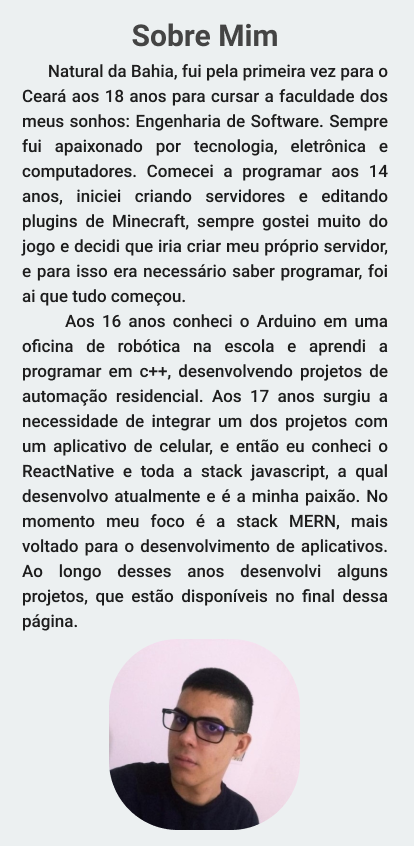 Sobre Mim
Natural da Bahia, fui pela primeira vez para o
Ceará aos 18 anos para cursar a faculdade dos
meus sonhos: Engenharia de Software. Sempre
fui apaixonado por tecnologia, eletrônica e
computadores. Comecei a programar aos 14
anos, iniciei criando servidores e editando
plugins de Minecraft, sempre gostei muito do
jogo e decidi que iria criar meu próprio servidor,
e para isso era necessário saber programar, foi
ai que tudo começou.
Aos 16 anos conheci o Arduino em uma
oficina de robótica na escola e aprendi a
programar em c++, desenvolvendo projetos de
automação residencial. Aos 17 anos surgiu a
necessidade de integrar um dos projetos com
um aplicativo de celular, e então eu conheci o
ReactNative e toda a stack javascript, a qual
desenvolvo atualmente e é a minha paixão. No
momento meu foco é a stack MERN, mais
voltado para o desenvolvimento de aplicativos.
Ao longo desses anos desenvolvi alguns
projetos, que estão disponíveis no final dessa
página.